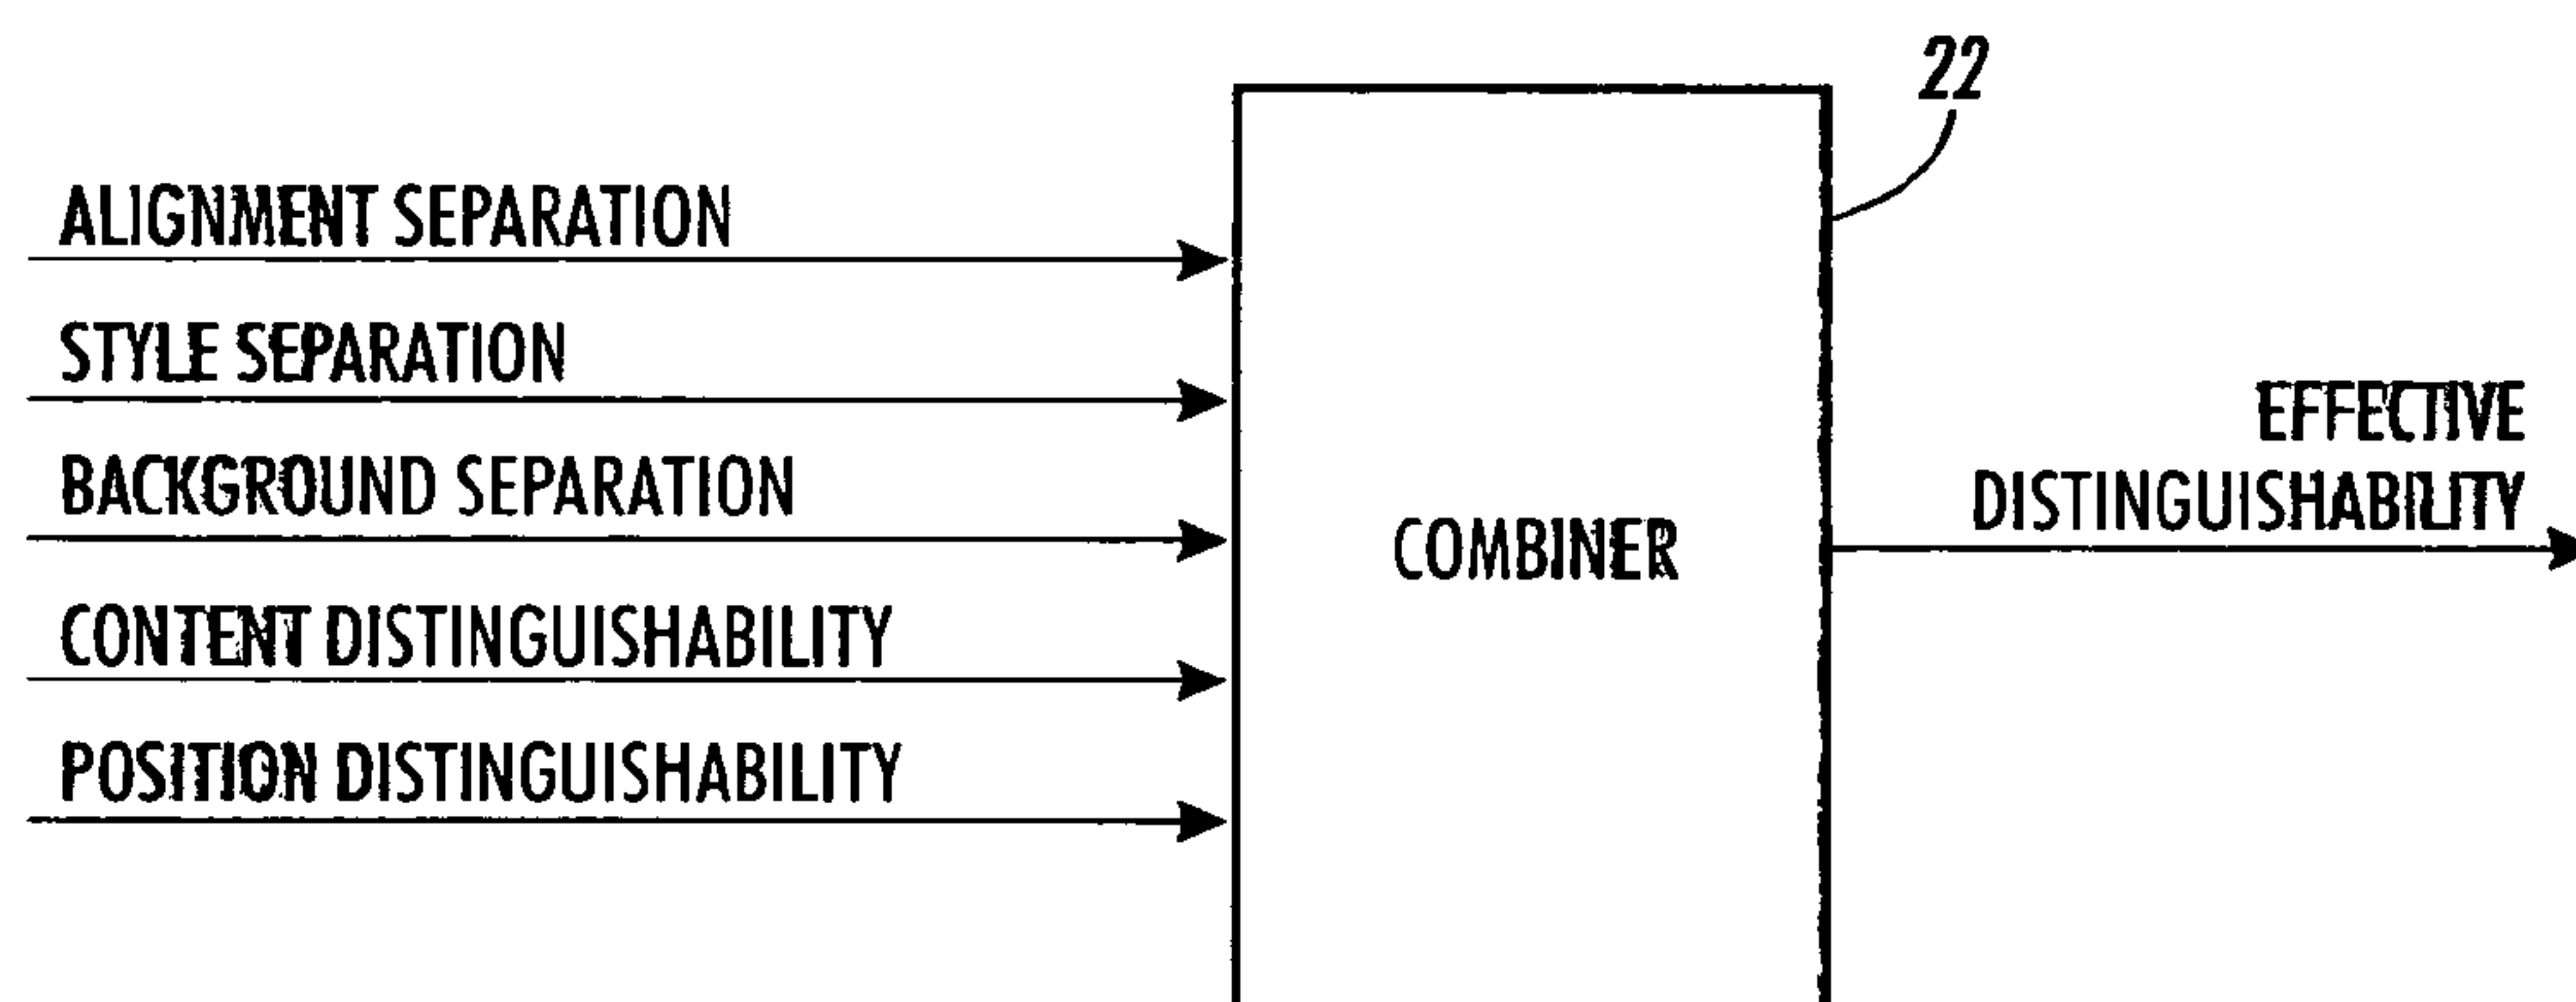 22
ALIGNMENT SEPARATION
STYLE SEPARATION
BACKGROUND SEPARATION
CONTENT DISTINGUISHABILITY
POSITION DISTINGUISHABILITY
COMBINER
EFFECTIVE
DISTINGUISHABILITY